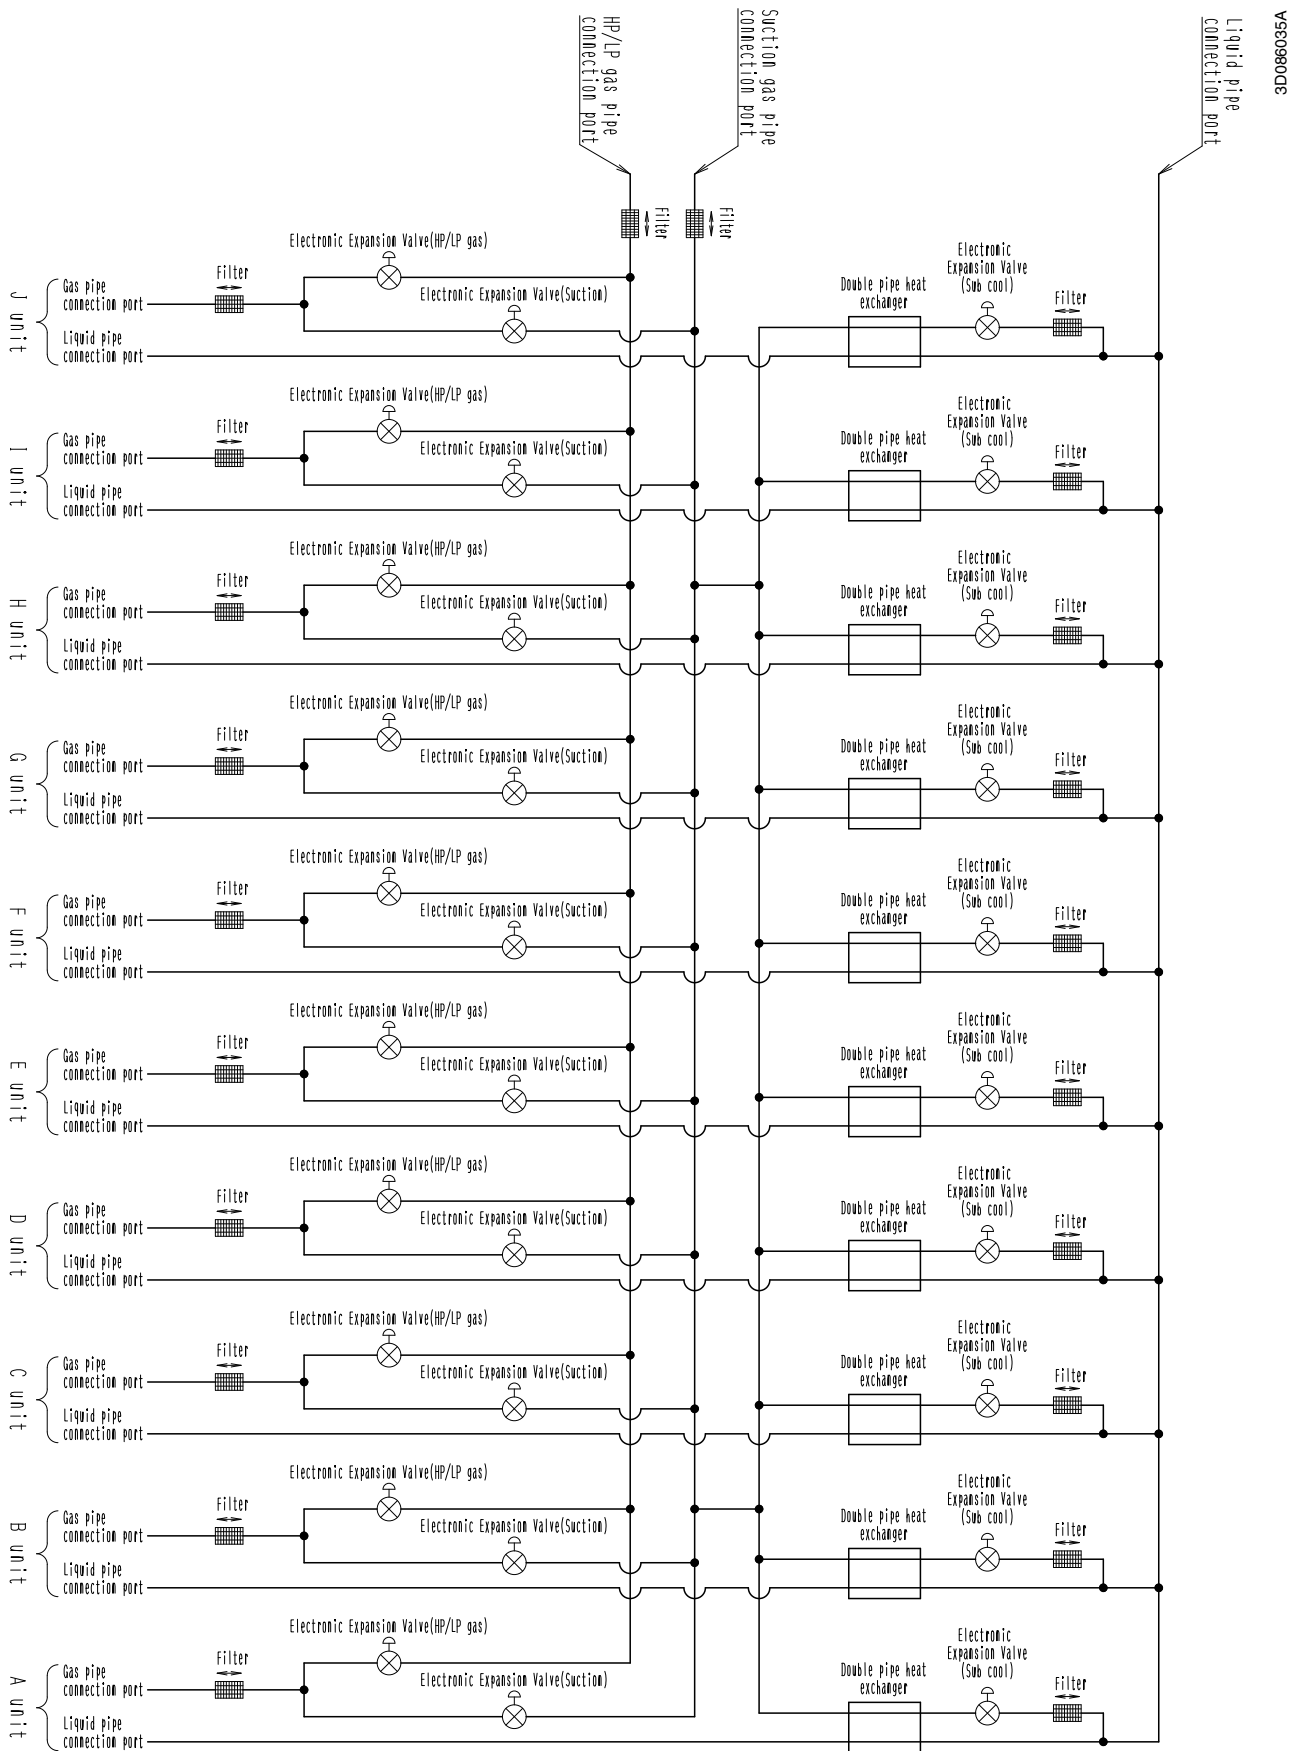 3D086035A
Liquid pipe
connection port
Suction gas pipe
connection port
HP/LP gas pipe
connection port
Filter
Filter
J unit
Gas pipe
connection port
Liquid pipe
connection port
Filter
Electronic Expansion Valve(HP/LP gas)
Electronic Expansion Valve(Suction)
Double pipe heat
exchanger
Electronic
Expansion Valve
(Sub cool)
Filter
I unit
Gas pipe
connection port
Liquid pipe
connection port
Filter
Electronic Expansion Valve(HP/LP gas)
Electronic Expansion Valve(Suction)
Double pipe heat
exchanger
Electronic
Expansion Valve
(Sub cool)
Filter
H unit
Gas pipe
connection port
Liquid pipe
connection port
Filter
Electronic Expansion Valve(HP/LP gas)
Electronic Expansion Valve(Suction)
Double pipe heat
exchanger
Electronic
Expansion Valve
(Sub cool)
Filter
G unit
Gas pipe
connection port
Liquid pipe
connection port
Filter
Electronic Expansion Valve(HP/LP gas)
Electronic Expansion Valve(Suction)
Double pipe heat
exchanger
Electronic
Expansion Valve
(Sub cool)
Filter
F unit
Gas pipe
connection port
Liquid pipe
connection port
Filter
Electronic Expansion Valve(HP/LP gas)
Electronic Expansion Valve(Suction)
Double pipe heat
exchanger
Electronic
Expansion Valve
(Sub cool)
Filter
E unit
Gas pipe
connection port
Liquid pipe
connection port
Filter
Electronic Expansion Valve(HP/LP gas)
Electronic Expansion Valve(Suction)
Double pipe heat
exchanger
Electronic
Expansion Valve
(Sub cool)
Filter
D unit
Gas pipe
connection port
Liquid pipe
connection port
Filter
Electronic Expansion Valve(HP/LP gas)
Electronic Expansion Valve(Suction)
Double pipe heat
exchanger
Electronic
Expansion Valve
(Sub cool)
Filter
C unit
Gas pipe
connection port
Liquid pipe
connection port
Filter
Electronic Expansion Valve(HP/LP gas)
Electronic Expansion Valve(Suction)
Double pipe heat
exchanger
Electronic
Expansion Valve
(Sub cool)
Filter
B unit
Gas pipe
connection port
Liquid pipe
connection port
Filter
Electronic Expansion Valve(HP/LP gas)
Electronic Expansion Valve(Suction)
Double pipe heat
exchanger
Electronic
Expansion Valve
(Sub cool)
Filter
A unit
Gas pipe
connection port
Liquid pipe
connection port
Filter
Electronic Expansion Valve(HP/LP gas)
Electronic Expansion Valve(Suction)
Double pipe heat
exchanger
Electronic
Expansion Valve
(Sub cool)
Filter